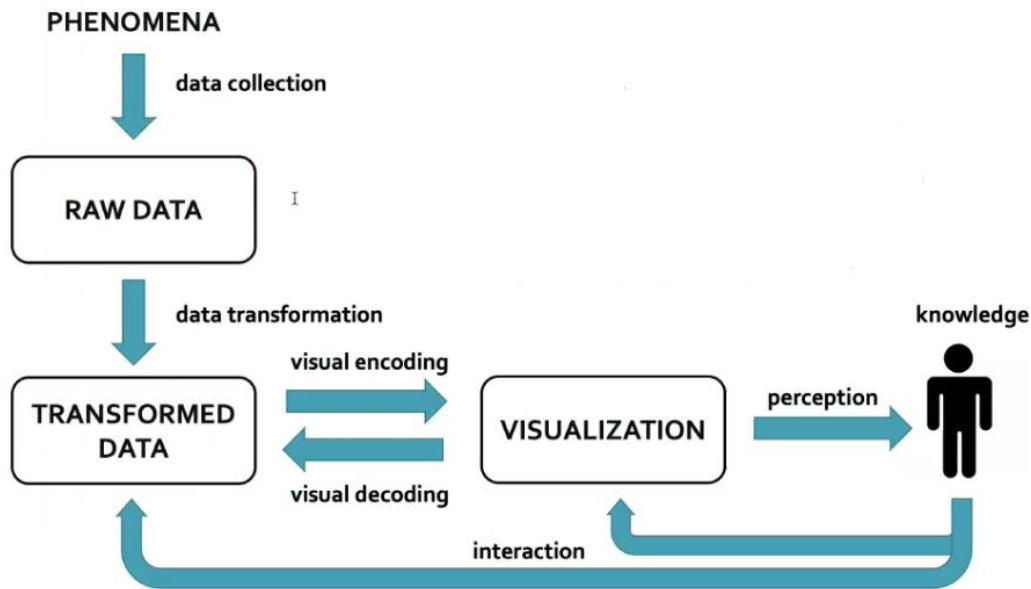 PHENOMENA
data collection
RAW DATA
data transformation
knowledge
visual encoding
perception
TRANSFORMED
DATA
VISUALIZATION
visual decoding
interaction